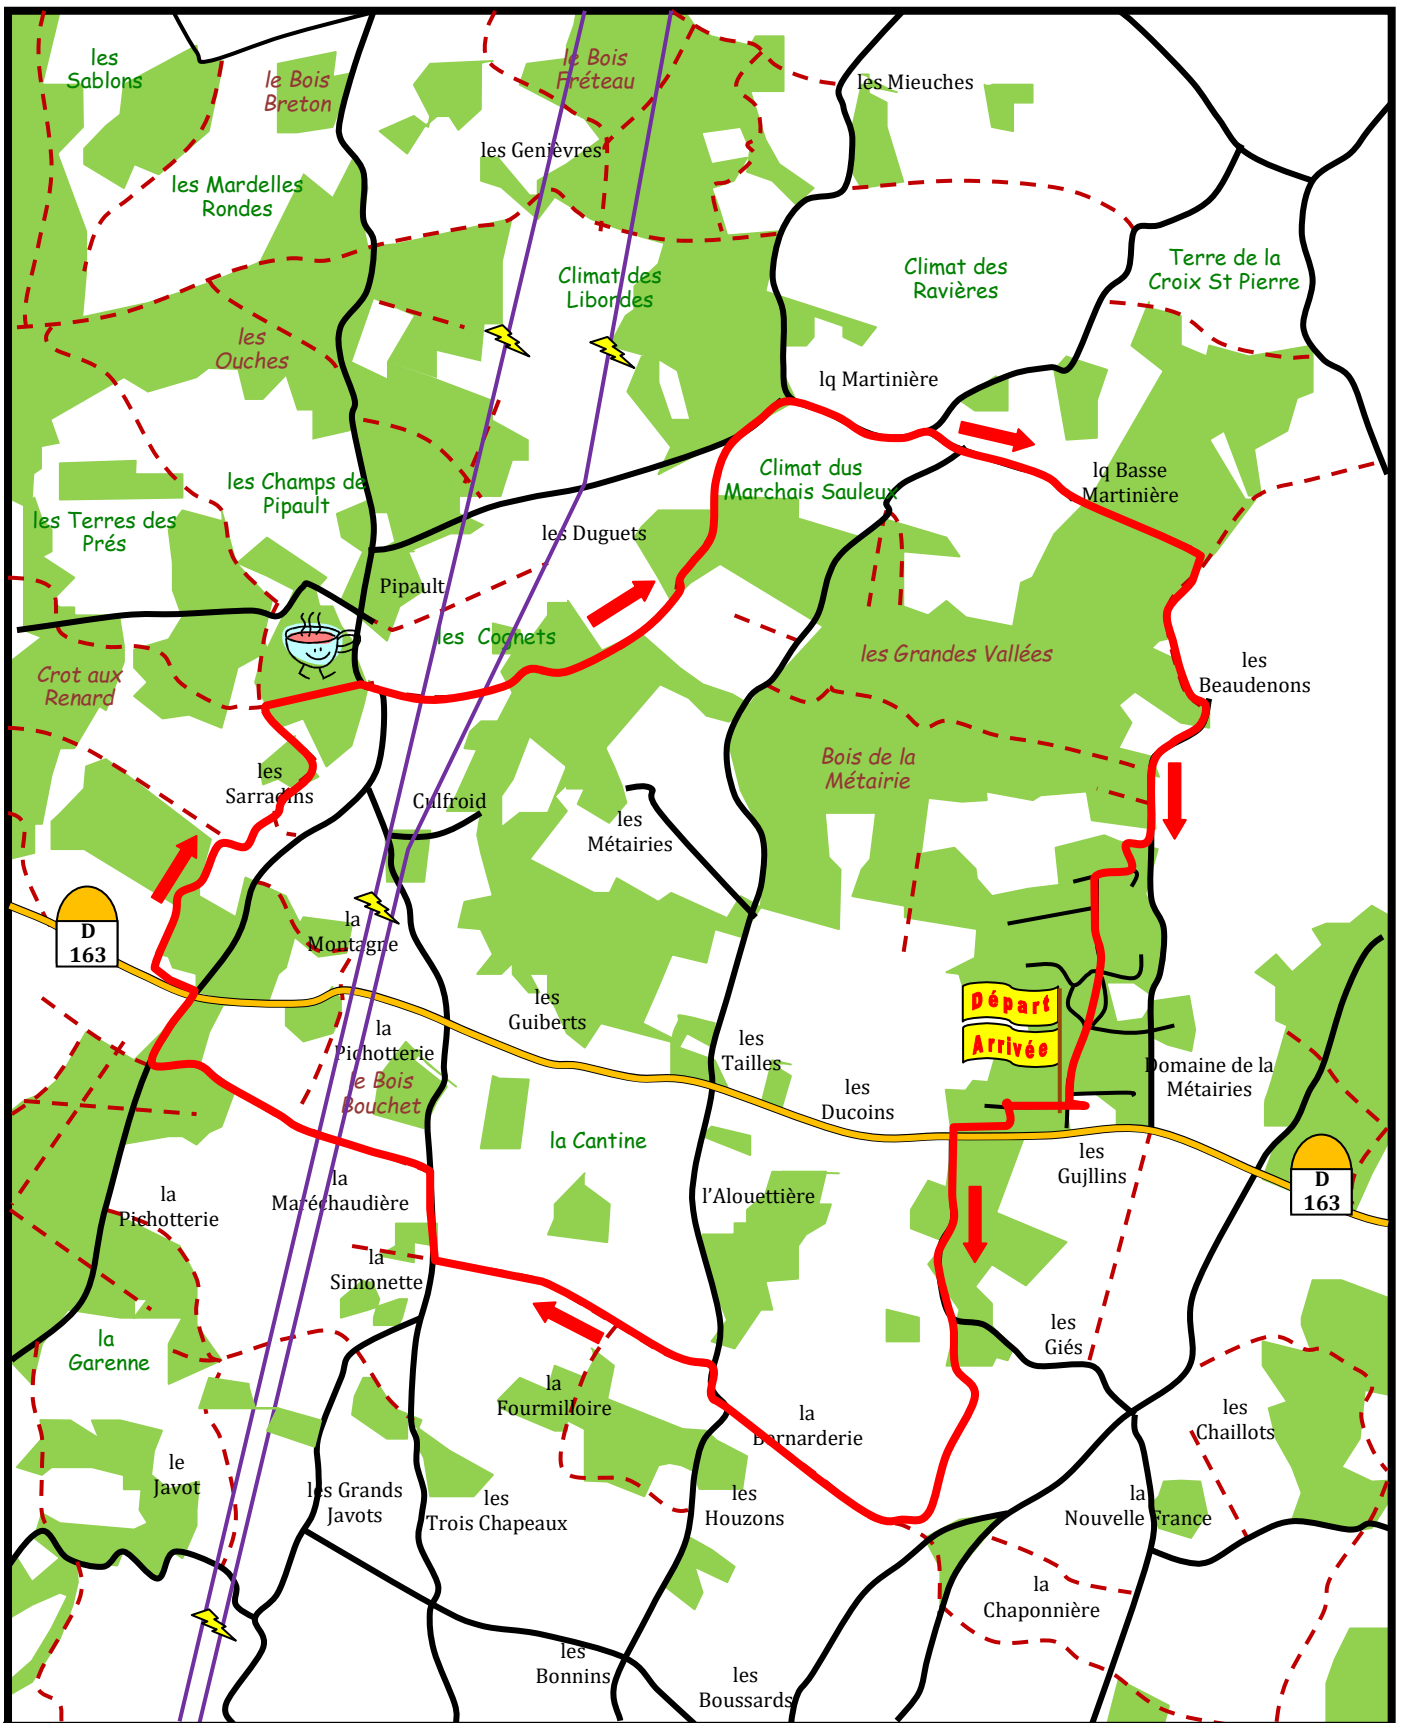 les
Sablons
le Bois
Breton
le Bois
Fréteau
les Mieuches
les Genièvres
les Mardelles
Rondes
Climat des
Libondes
Climat des
Ravières
Terre de la
Croix St Pierre
les
Ouches
lq Martinière
les Champs de
Pipault
les Terres des
Prés
Climat dus
Marchais Sauleux
lq Basse
Martinière
les Duguets
Pipault
les Cognets
les Grandes Vallées
Crot aux
Renard
les
Beaudenons
Bois de la
Métairie
les
Sarradins
Culfroid
les
Métairies
D
163
la
Montagne
les
Guiberts
Départ
Arrivée
la
Pichotterie
le Bois
Bouchet
les
Tailles
les
Ducoins
Domaine de la
Métairies
la Cantine
les
Gujllins
D
163
la
Pichotterie
la
Maréchaudière
l’Alouettière
la
Simonette
la
Garenne
les
Giés
la
Fourmilloire
la
Bernarderie
les
Chaillots
le
Javot
les Grands
Javots
les
Trois Chapeaux
les
Houzons
la
Nouvelle France
la
Chaponnière
les
Bonnins
les
Boussards